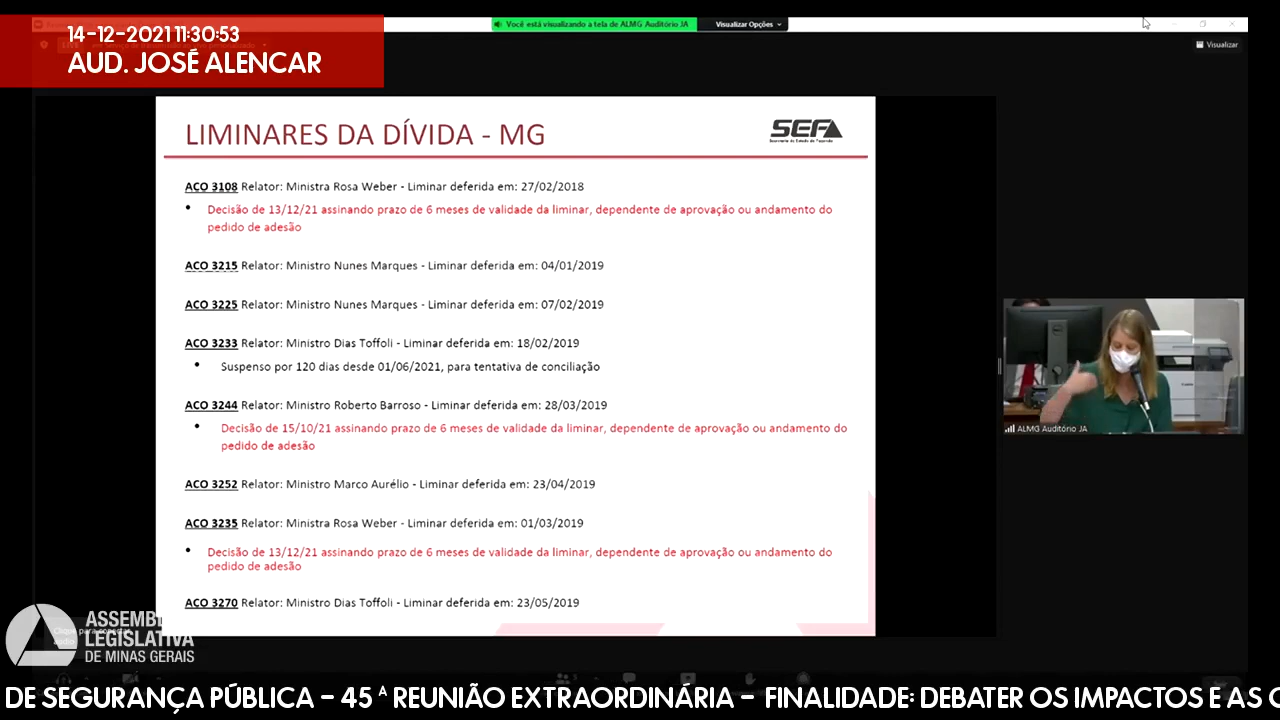 14-12-2021 11:30:53
AUD. JOSÉ ALENCAR
Você está visualizando a tela de ALMG Auditório JA
Visualizar Opções
Visualizar
LIMINARES DA DÍVIDA - MG
SEFA
Secretaria de Estado de Fazenda
ACO 3108 Relator: Ministra Rosa Weber - Liminar deferida em: 27/02/2018
• Decisão de 13/12/21 assinando prazo de 6 meses de validade da liminar, dependente de aprovação ou andamento do
pedido de adesão
ACO 3215 Relator: Ministro Nunes Marques - Liminar deferida em: 04/01/2019
ACO 3225 Relator: Ministro Nunes Marques - Liminar deferida em: 07/02/2019
ACO 3233 Relator: Ministro Dias Toffoli - Liminar deferida em: 18/02/2019
• Suspenso por 120 dias desde 01/06/2021, para tentativa de conciliação
ACO 3244 Relator: Ministro Roberto Barroso - Liminar deferida em: 28/03/2019
• Decisão de 15/10/21 assinando prazo de 6 meses de validade da liminar, dependente de aprovação ou andamento do
pedido de adesão
ACO 3252 Relator: Ministro Marco Aurélio - Liminar deferida em: 23/04/2019
ACO 3235 Relator: Ministra Rosa Weber - Liminar deferida em: 01/03/2019
• Decisão de 13/12/21 assinando prazo de 6 meses de validade da liminar, dependente de aprovação ou andamento do
pedido de adesão
ACO 3270 Relator: Ministro Dias Toffoli - Liminar deferida em: 23/05/2019
ALMG Auditório JA
ASSEMBL
LEGISLATIVA
DE MINAS GERAIS
DE SEGURANÇA PÚBLICA – 45ª REUNIÃO EXTRAORDINÁRIA – FINALIDADE: DEBATER OS IMPACTOS E AS